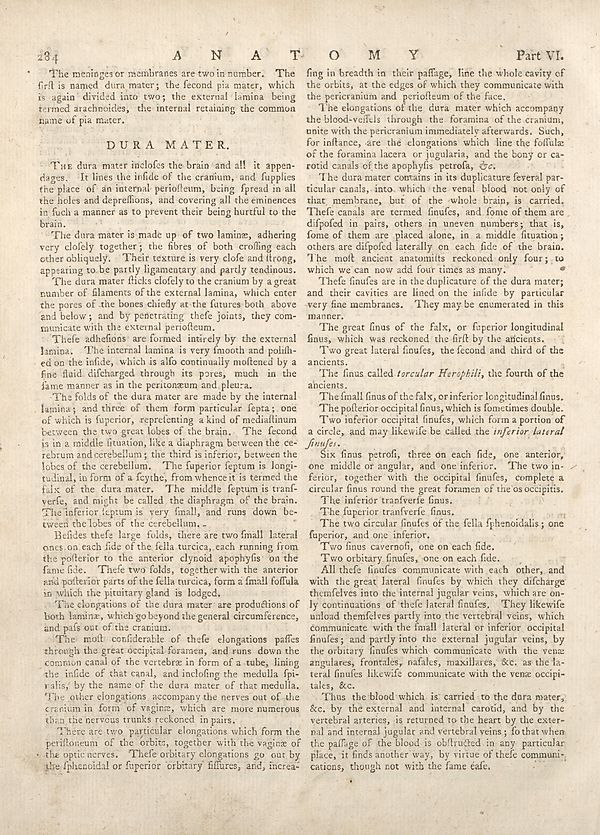 284 A N A T O M Y Part VI.
The meninges or membranes are two in number. The
firſt is named dura mater; the ſecond pia mater, which
is again divided into two; the external lamina being
termed arachnoides, the internal retaining the common
name of pia mater.
DURA MATER.
THE dura mater incloſes the brain and all it appen-
dages. It lines the inſide of the cranium, and ſupplies
the place of an internal perioſteum, being ſpread in all
the holes and depreſſions, and covering all the eminences
in ſuch a manner as to prevent their being hurtful to the
brain.
The dura mater is made up of two laminæ, adhering
very cloſely together; the fibres of both croſſing each
other obliquely. Their texture is very cloſe and ſtrong,
appearing to be partly ligamentary and partly tendinous.
The dura mater ſticks cloſely to the cranium by a great
number of filaments of the external lamina, which enter
the pores of the bones chiefly at the ſutures both above
and below; and by penetrating theſe joints, they com-
municate with the external perioſteum.
Theſe adheſions are formed intirely by the external
lamina. The internal lamina is very ſmooth and poliſh-
ed on the inſide, which is alſo continually moſtened by a
fine fluid diſcharged through its pores, much in the
ſame manner as in the peritonæum and pleura.
The folds of the dura mater are made by the internal
lamina; and three of them form particular ſepta; one
of which is ſuperior, repreſenting a kind of mediaſtinum
between the two great lobes of the brain. The ſecond
is in a middle ſituation, like a diaphragm between the ce-
rebrum and cerebellum; the third is inferior, between the
lobes of the cerebellum. The ſuperior ſeptum is longi-
tudinal, in form of a ſcythe, from whence it is termed the
falx of the dura mater. The middle ſeptum is tranſ-
verſe, and might be called the diaphragm of the brain.
The inferior ſeptum is very ſmall, and runs down be-
tween the lobes of the cerebellum.
Beſides theſe large folds, there are two ſmall lateral
ones on each ſide of the ſella turcica, each running from
the poſterior to the anterior clynoid apophyſis on the
ſame ſide. Theſe two folds, together with the anterior
and poſterior parts of the ſella turcica, form a ſmall foſſula
in which the pituitary gland is lodged.
The elongations of the dura mater are productions of
both laminæ, which go beyond the general circumference,
and paſs out of the cranium.
The moſt conſiderable of theſe elongations paſſes
through the great occipital foramen, and runs down the
common canal of the vertebræ in form of a tube, lining
the inſide of that canal, and incloſing the medulla ſpi-
nalis, by the name of the dura mater of that medulla.
The other elongations accompany the nerves out of the
cranium in form of vaginæ, which are more numerous
than the nervous trunks reckoned in pairs.
There are two particular elongations which form the
perioſtoneum of the orbits, together with the vaginæ of
the optic nerves. Theſe orbitary elongations go out by
the ſphenoidal or ſuperior orbitary fiſſures, and, increa-
ſing in breadth in their paſſage, line the whole cavity of
the orbits, at the edges of which they communicate with
the pericranium and perioſteum of the face.
The elongations of the dura mater which accompany
the blood-veſſels through the foramina of the cranium,
unite with the pericranium immediately afterwards. Such,
for inſtance, are the elongations which line the foſſulæ
of the foramina lacera or jugularia, and the bony or ca-
rotid canals of the apophyſis petroſa, &c.
The dura mater contains in its duplicature ſeveral par-
ticular canals, into which the venal blood not only of
that membrane, but of the whole brain, is carried.
Theſe canals are termed ſinuſes, and ſome of them are
diſpoſed in pairs, others in uneven numbers; that is,
ſome of them are placed alone, in a middle ſituation;
others are diſpoſed laterally on each ſide of the brain.
The moſt ancient anatomiſts reckoned only four; to
which we can now add four times as many.
Theſe ſinuſes are in the duplicature of the dura mater;
and their cavities are lined on the inſide by particular
very fine membranes. They may be enumerated in this
manner.
The great ſinus of the falx, or ſuperior longitudinal
ſinus, which was reckoned the firſt by the ancients.
Two great lateral ſinuſes, the ſecond and third of the
ancients.
The ſinus called torcular Herophili, the fourth of the
ancients.
The ſmall ſinus of the falx, or inferior longitudinal ſinus.
The poſterior occipital ſinus, which is ſometimes double.
Two inferior occipital ſinuſes, which form a portion of
a circle, and may likewiſe be called the inferior lateral
ſinuſes.
Six ſinus petroſi, three on each ſide, one anterior,
one middle or angular, and one inferior. The two in-
ferior, together with the occipital ſinuſes, complete a
circular ſinus round the great foramen of the os occipitis.
The inferior tranſverſe ſinus.
The ſuperior tranſverſe ſinus.
The two circular ſinuſes of the ſella ſphenoidalis; one
ſuperior, and one inferior.
Two ſinus cavernoſi, one on each ſide.
Two orbitary ſinuſes, one on each ſide.
All theſe ſinuſes communicate with each other, and
with the great lateral ſinuſes by which they diſcharge
themſelves into the internal jugular veins, which are on-
ly continuations of theſe lateral ſinuſes. They likewiſe
unload themſelves partly into the vertebral veins, which
communicate with the ſmall lateral or inferior occipital
ſinuſes; and partly into the external jugular veins, by
the orbitary ſinuſes which communicate with the venæ
angulares, frontales, naſales, maxillares, &c. as the la-
teral ſinuſes likewiſe communicate with the venæ occipi-
tales, &c.
Thus the blood which is carried to the dura mater,
&c. by the external and internal carotid, and by the
vertebral arteries, is returned to the heart by the exter-
nal and internal jugular and vertebral veins; ſo that when
the paſſage of the blood is obſtructed in any particular
place, it finds another way, by virtue of theſe communi-
cations, though not with the ſame eaſe.